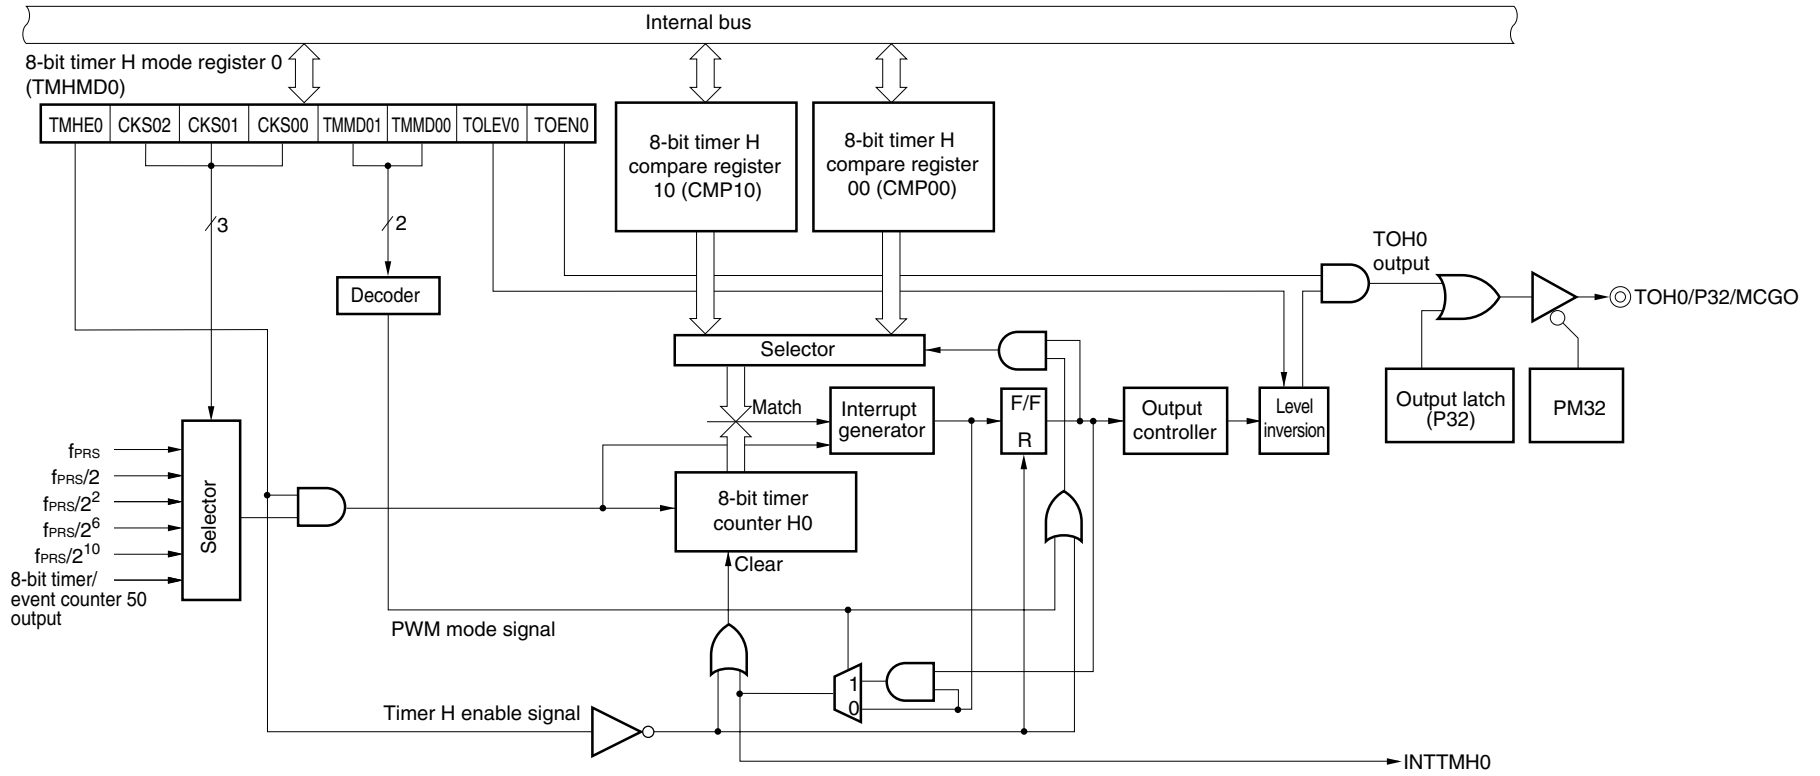 Internal bus
8-bit timer H mode register 0
(TMHMD0)
TMHE0 CKS02 CKS01 CKS00 TMMD01 TMMD00 TOLEV0 TOEN0
8-bit timer H
compare register
10 (CMP10)
8-bit timer H
compare register
00 (CMP00)
3
2
TOH0
output
Decoder
TOH0/P32/MCGO
Selector
Match
Interrupt
generator
F/F
R
Output
controller
Level
inversion
Output latch
(P32)
PM32
fPRS
fPRS/2
fPRS/2²
fPRS/2⁶
fPRS/2¹⁰
8-bit timer/
event counter 50
output
Selector
8-bit timer
counter H0
Clear
PWM mode signal
1
0
Timer H enable signal
INTTMH0